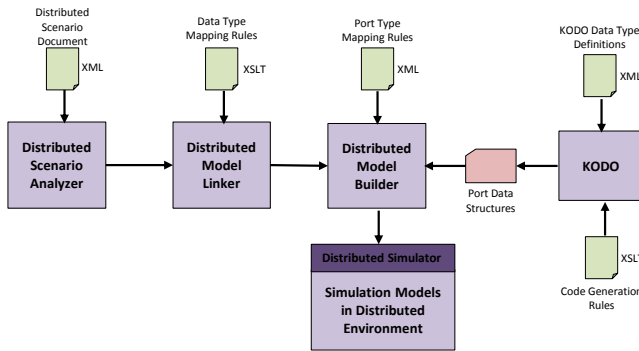 Distributed
Scenario
Document
XML
Data Type
Mapping Rules
XSLT
Port Type
Mapping Rules
XML
KODO Data Type
Definitions
XML
Distributed
Scenario
Analyzer
Distributed
Model
Linker
Distributed
Model
Builder
Port Data
Structures
KODO
XSLT
Code Generation
Rules
Distributed Simulator
Simulation Models
in Distributed
Environment